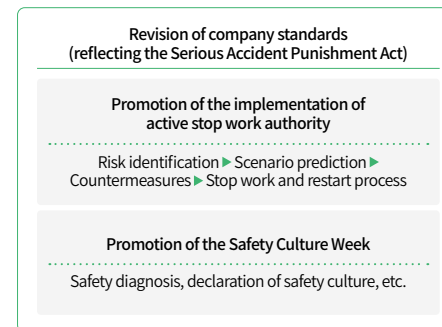 Revision of company standards
(reflecting the Serious Accident Punishment Act)
Promotion of the implementation of
active stop work authority
Risk identification ▶ Scenario prediction ▶
Countermeasures ▶ Stop work and restart process
Promotion of the Safety Culture Week
Safety diagnosis, declaration of safety culture, etc.